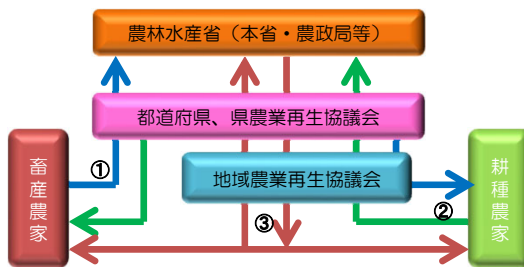 農林水産省（本省・農政局等）
都道府県、県農業再生協議会
①
地域農業再生協議会
畜産農家
耕種農家
②
③